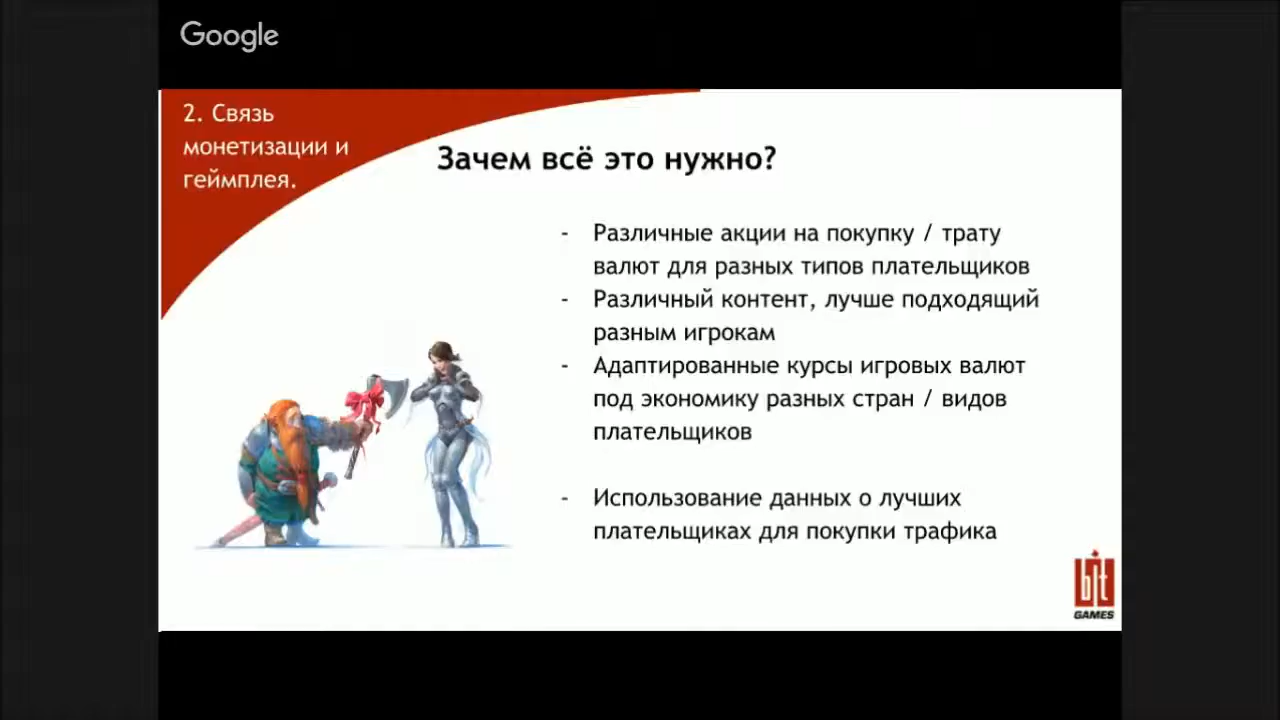 Google
2. Связь
монетизации и
геймплея.
Зачем всё это нужно?
- Различные акции на покупку / трату
валют для разных типов плательщиков
- Различный контент, лучше подходящий
разным игрокам
- Адаптированные курсы игровых валют
под экономику разных стран / видов
плательщиков
- Использование данных о лучших
плательщиках для покупки трафика
bit
GAMES